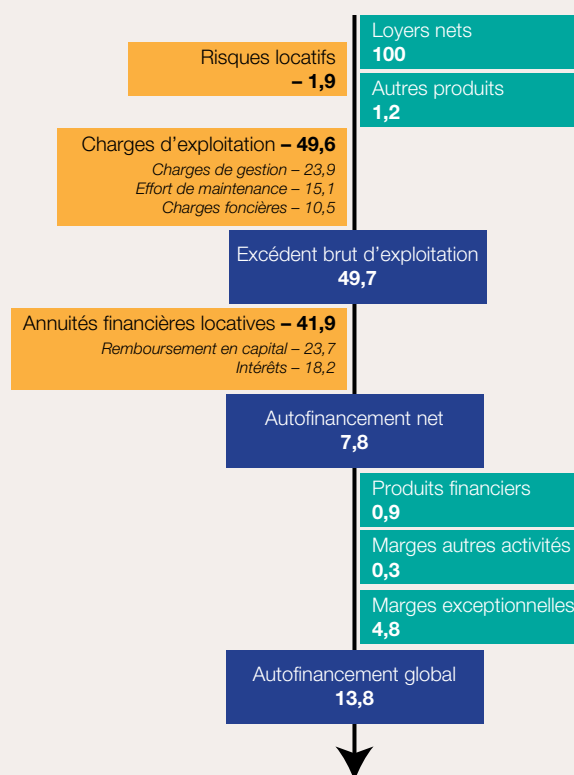 Loyers nets
100
Risques locatifs
– 1,9
Autres produits
1,2
Charges d’exploitation – 49,6
Charges de gestion – 23,9
Effort de maintenance – 15,1
Charges foncières – 10,5
Excédent brut d’exploitation
49,7
Annuités financières locatives – 41,9
Remboursement en capital – 23,7
Intérêts – 18,2
Autofinancement net
7,8
Produits financiers
0,9
Marges autres activités
0,3
Marges exceptionnelles
4,8
Autofinancement global
13,8